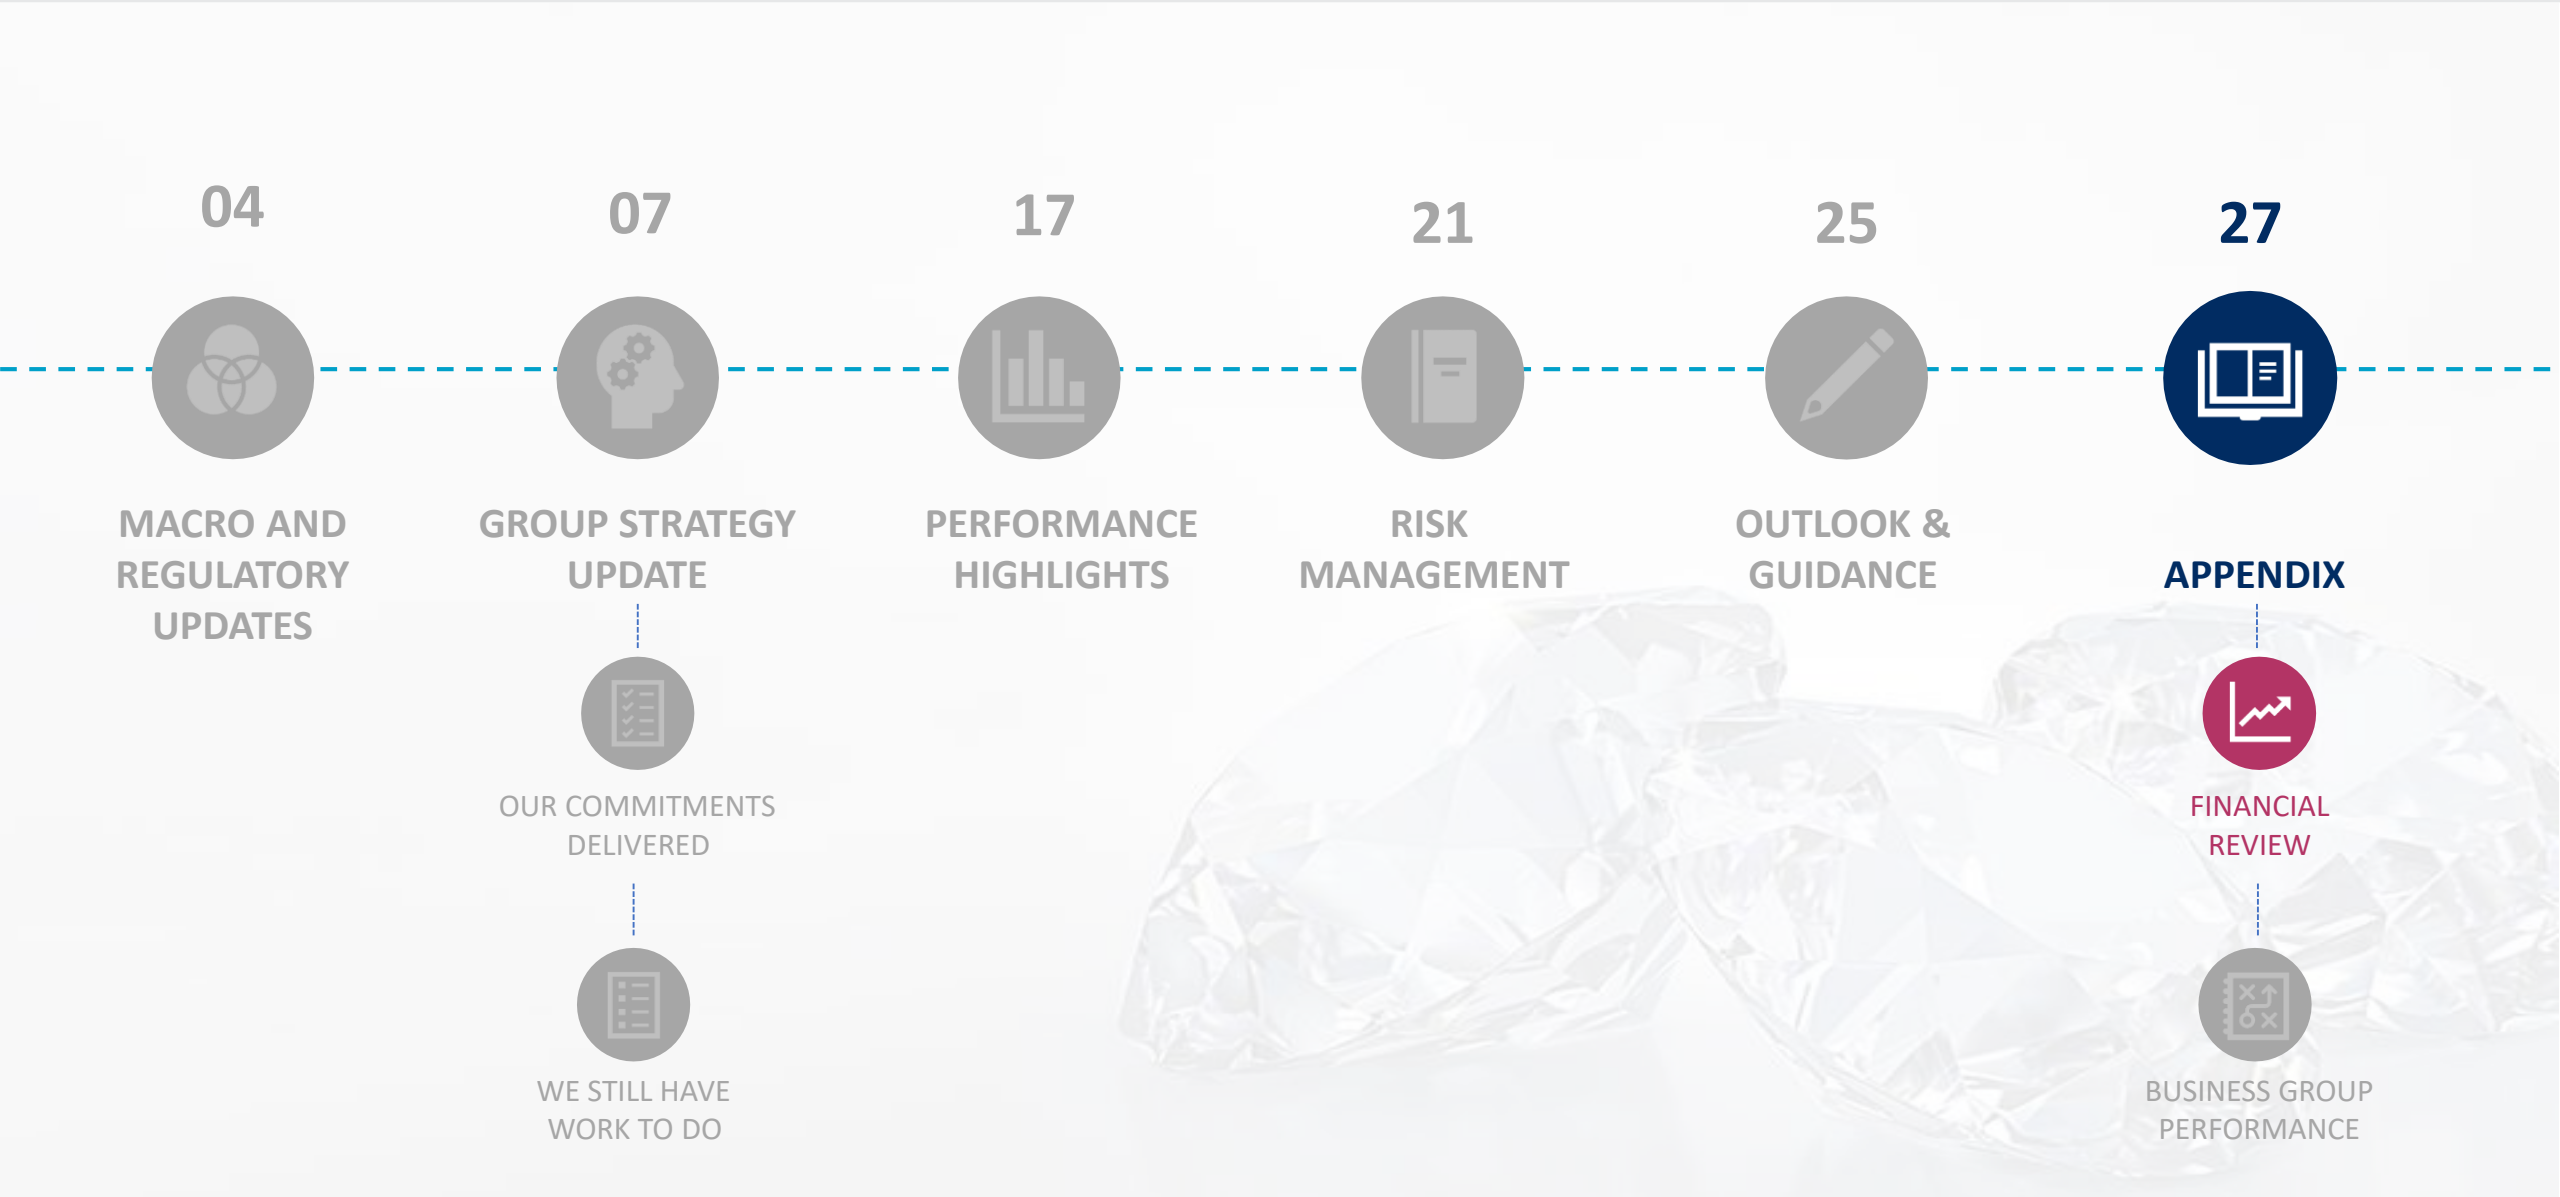 04
MACRO AND
REGULATORY
UPDATES
07
GROUP STRATEGY
UPDATE
OUR COMMITMENTS
DELIVERED
WE STILL HAVE
WORK TO DO
17
PERFORMANCE
HIGHLIGHTS
21
RISK
MANAGEMENT
25
OUTLOOK &
GUIDANCE
27
APPENDIX
FINANCIAL
REVIEW
BUSINESS GROUP
PERFORMANCE